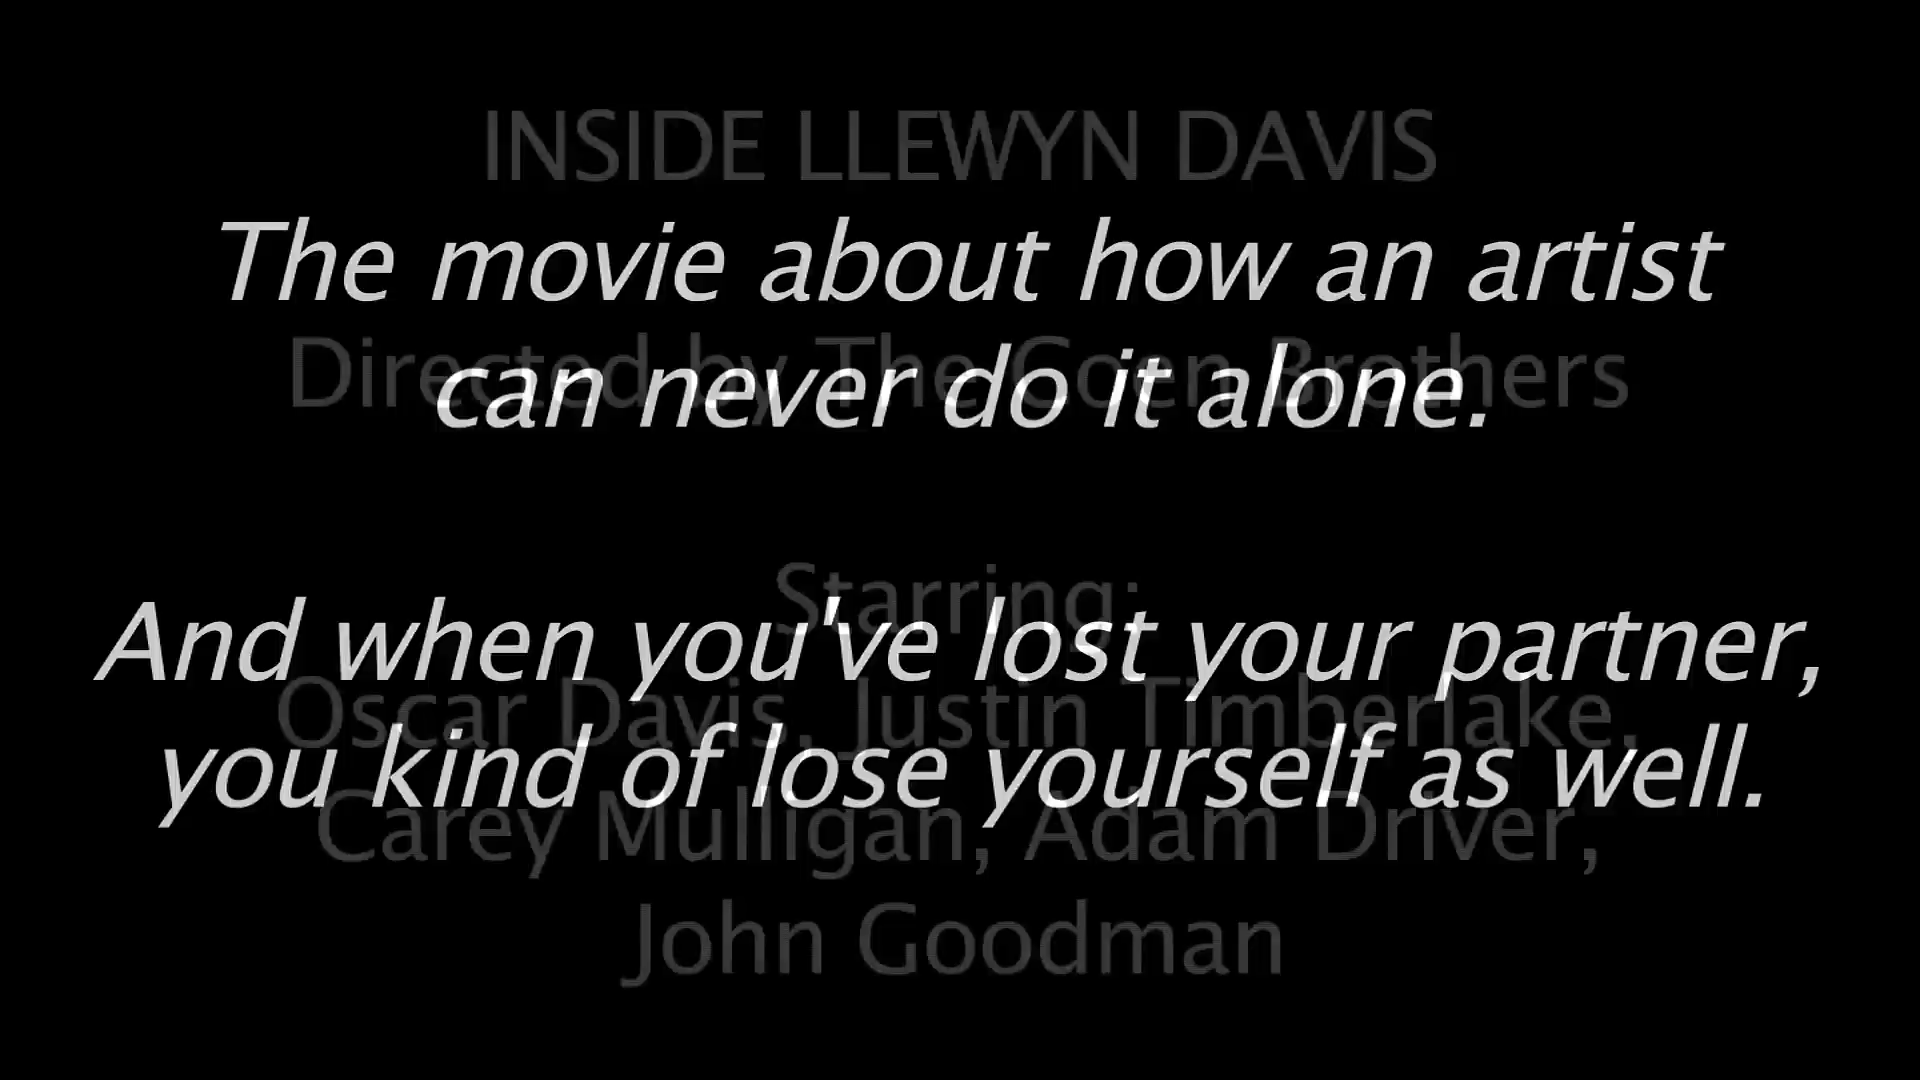 INSIDE LLEWYN DAVIS
The movie about how an artist
Directed by The Coen Brothers
can never do it alone.
Starring:
And when you've lost your partner,
Oscar Davis, Justin Timberlake,
you kind of lose yourself as well.
Carey Mulligan, Adam Driver,
John Goodman